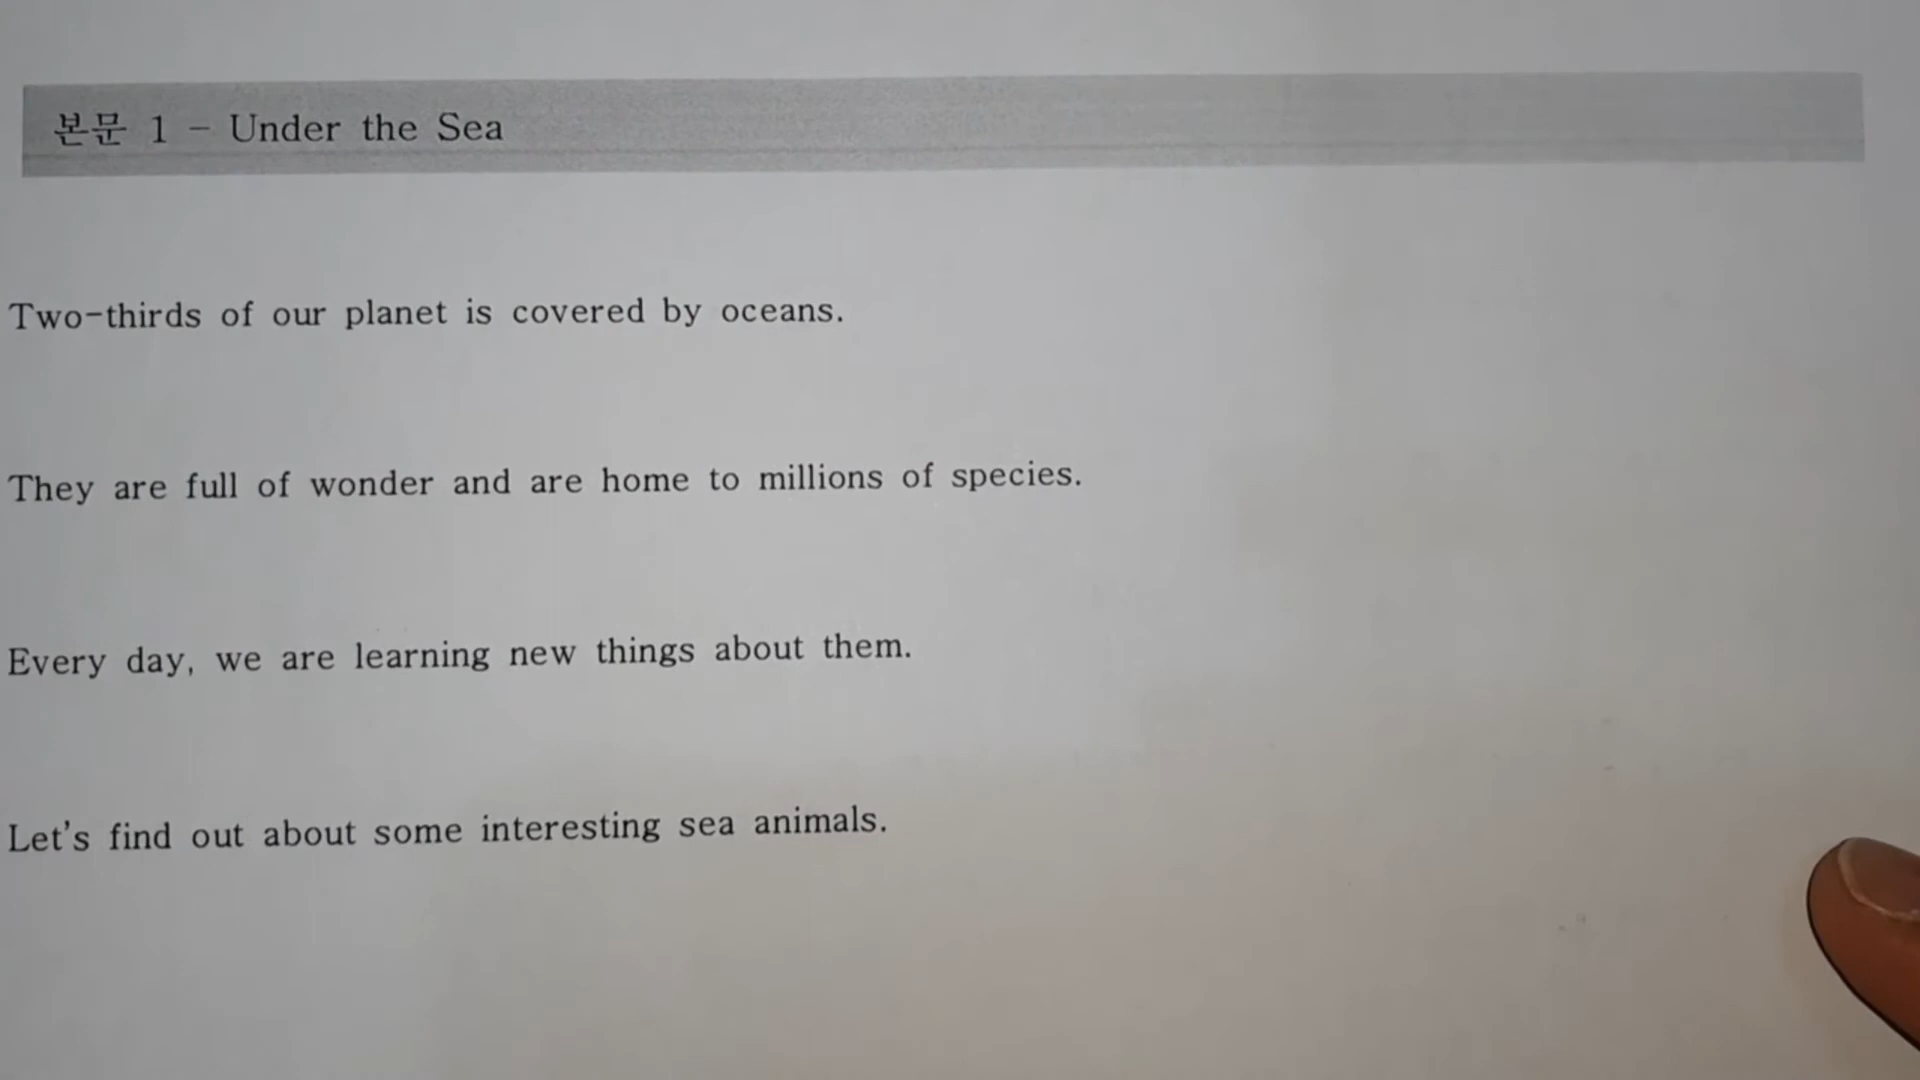 본문 1 - Under the Sea
Two-thirds of our planet is covered by oceans.
They are full of wonder and are home to millions of species.
Every day, we are learning new things about them.
Let's find out about some interesting sea animals.